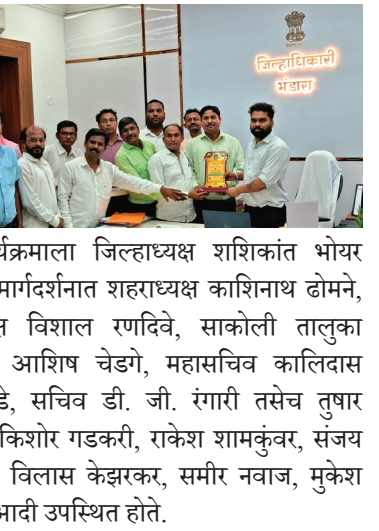 जिल्हाधिकारी
भंडारा
र्यक्रमाला जिल्हाध्यक्ष शशिकांत भोयर
मार्गदर्शनात शहराध्यक्ष काशिनाथ ढोमने,
विशाल रणदिवे, साकोली तालुका
आशिष चेडगे, महासचिव कालिदास
डे, सचिव डी. जी. रंगारी तसेच तुषार
किशोर गडकरी, राकेश शामकुंवर, संजय
विलास केझरकर, समीर नवाज, मुकेश
आदी उपस्थित होते.